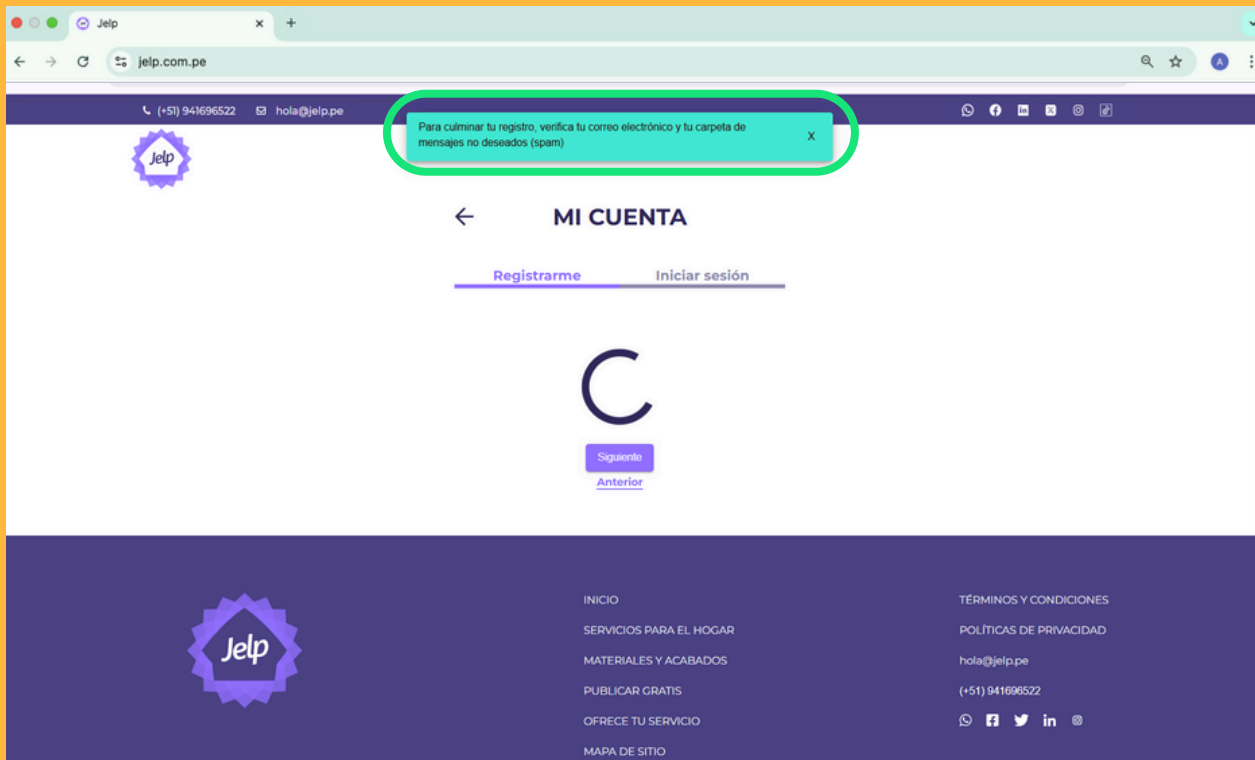 Jelp
jelp.com.pe
A
(+51) 941696522 hola@jelp.pe
Para culminar tu registro, verifica tu correo electrónico y tu carpeta de
mensajes no deseados (spam)
X
Jelp
MI CUENTA
Registrarme Iniciar sesión
Siguiente
Anterior
Jelp
INICIO
SERVICIOS PARA EL HOGAR
MATERIALES Y ACABADOS
PUBLICAR GRATIS
OFRECE TU SERVICIO
MAPA DE SITIO
TÉRMINOS Y CONDICIONES
POLÍTICAS DE PRIVACIDAD
hola@jelp.pe
(+51) 941696522